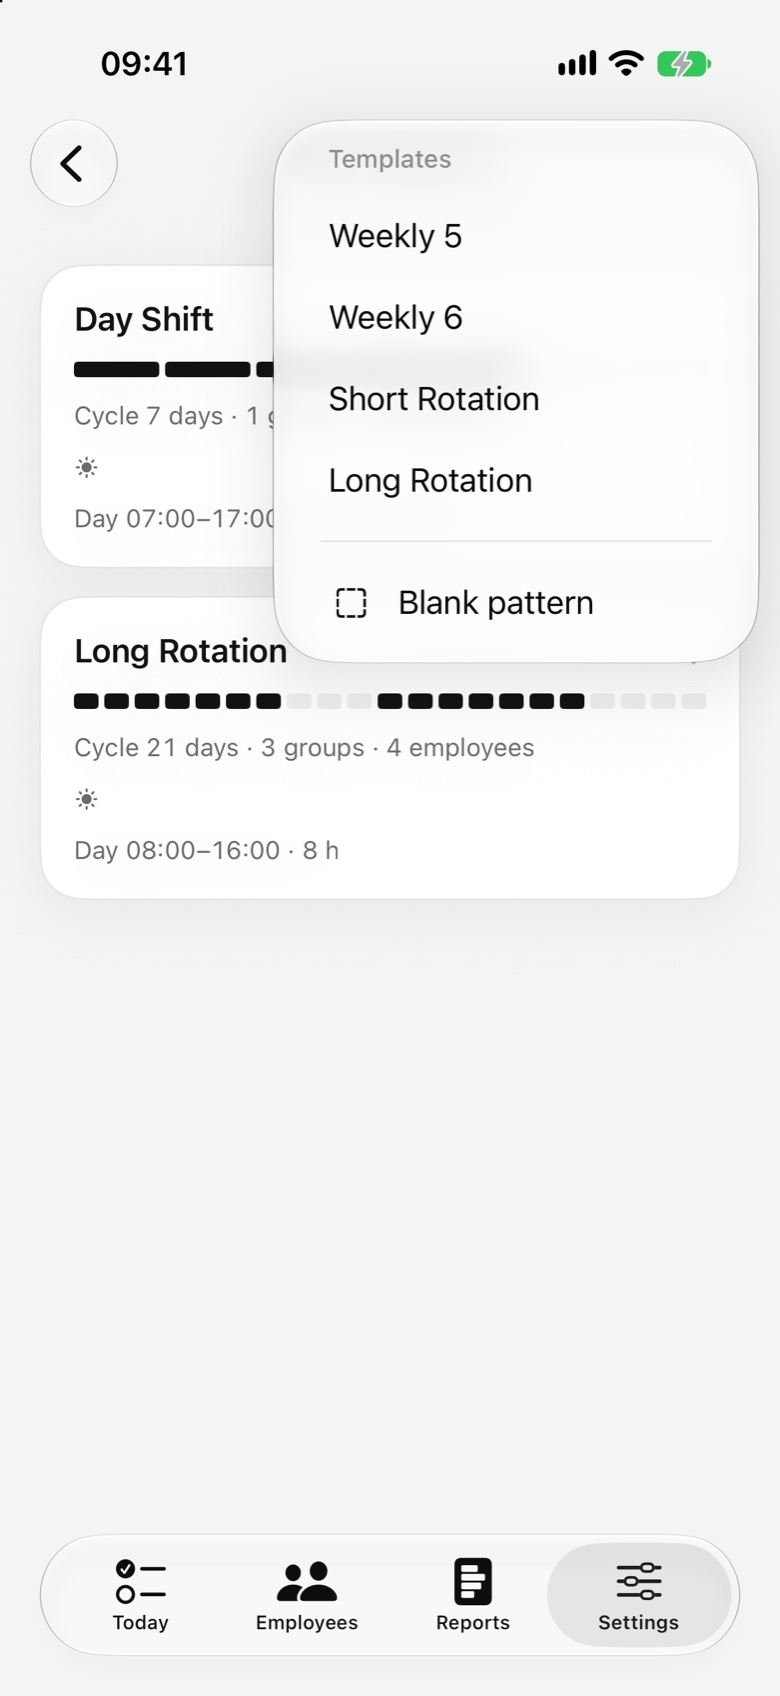 09:41
Templates
Weekly 5
Weekly 6
Short Rotation
Long Rotation
Blank pattern
Day Shift
Cycle 7 days · 1
Day 07:00–17:00
Long Rotation
Cycle 21 days · 3 groups · 4 employees
Day 08:00–16:00 · 8 h
Today
Employees
Reports
Settings